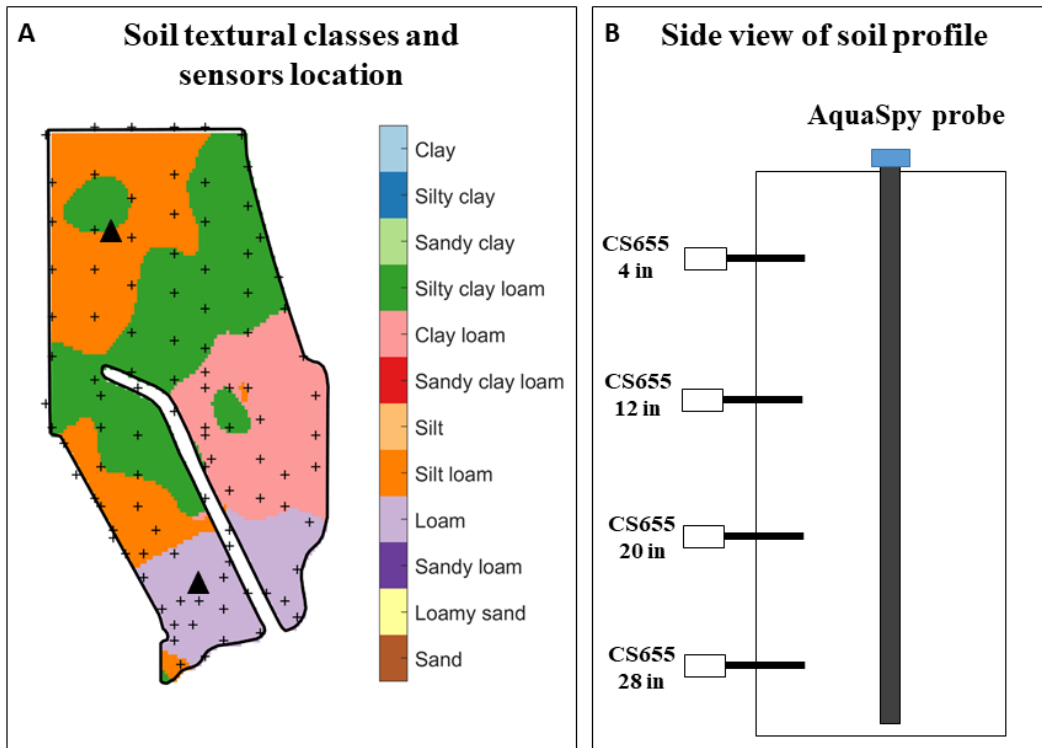 A
Soil textural classes and
sensors location
Clay
Silty clay
Sandy clay
Silty clay loam
Clay loam
Sandy clay loam
Silt
Silt loam
Loam
Sandy loam
Loamy sand
Sand
B
Side view of soil profile
AquaSpy probe
CS655
4 in
CS655
12 in
CS655
20 in
CS655
28 in